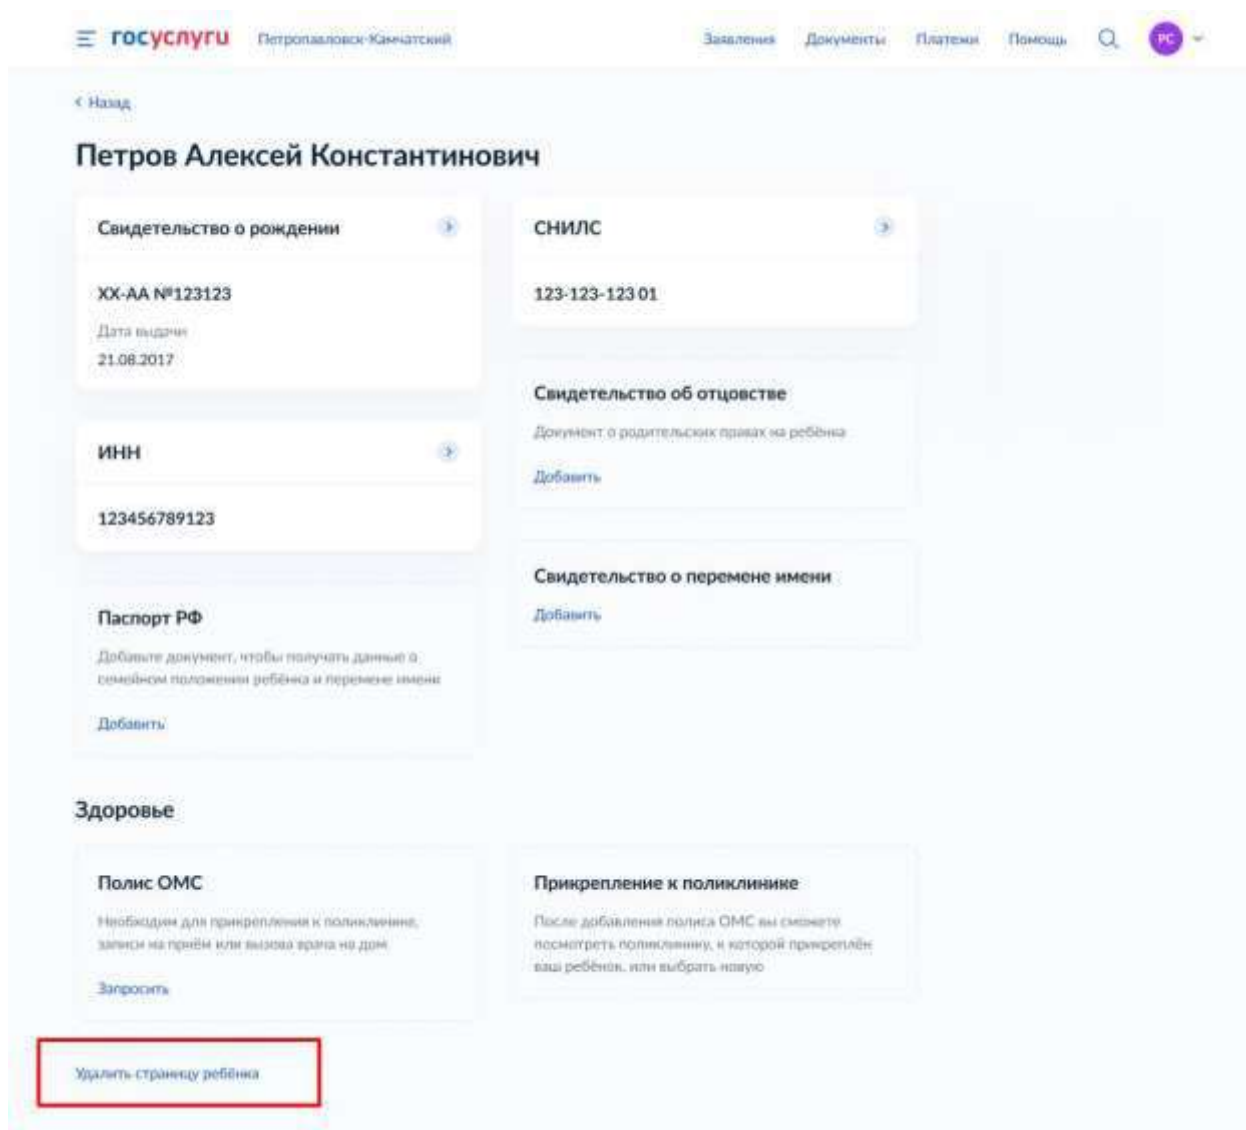 госуслуги Петропавловск-Камчатский Заявления Документы Платежи Помощь РС
Назад
Петров Алексей Константинович
Свидетельство о рождении
ХХ-АА №123123
Дата выдачи
21.08.2017
СНИЛС
123-123-123 01
Свидетельство об отцовстве
Документ о родительских правах на ребёнка
Добавить
ИНН
123456789123
Свидетельство о перемене имени
Добавить
Паспорт РФ
Добавьте документ, чтобы получать данные о
семейном положении ребёнка и перемене имени
Добавить
Здоровье
Полис ОМС
Необходим для прикрепления к поликлинике,
записи на приём или вызова врача на дом
Запросить
Прикрепление к поликлинике
После добавления полиса ОМС вы сможете
посмотреть поликлинику, к которой прикреплён
ваш ребёнок, или выбрать новую
Удалить страницу ребёнка